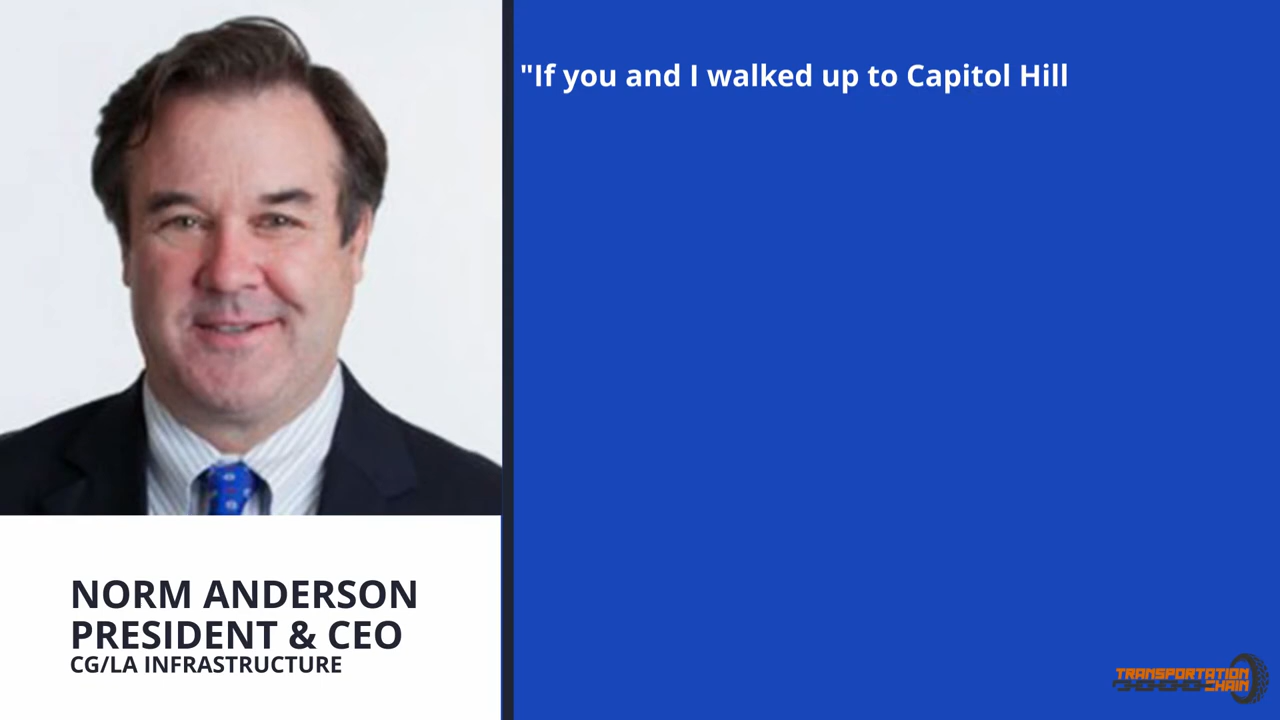 "If you and I walked up to Capitol Hill
NORM ANDERSON
PRESIDENT & CEO
CG/LA INFRASTRUCTURE
TRANSPORTATION
CHAIN